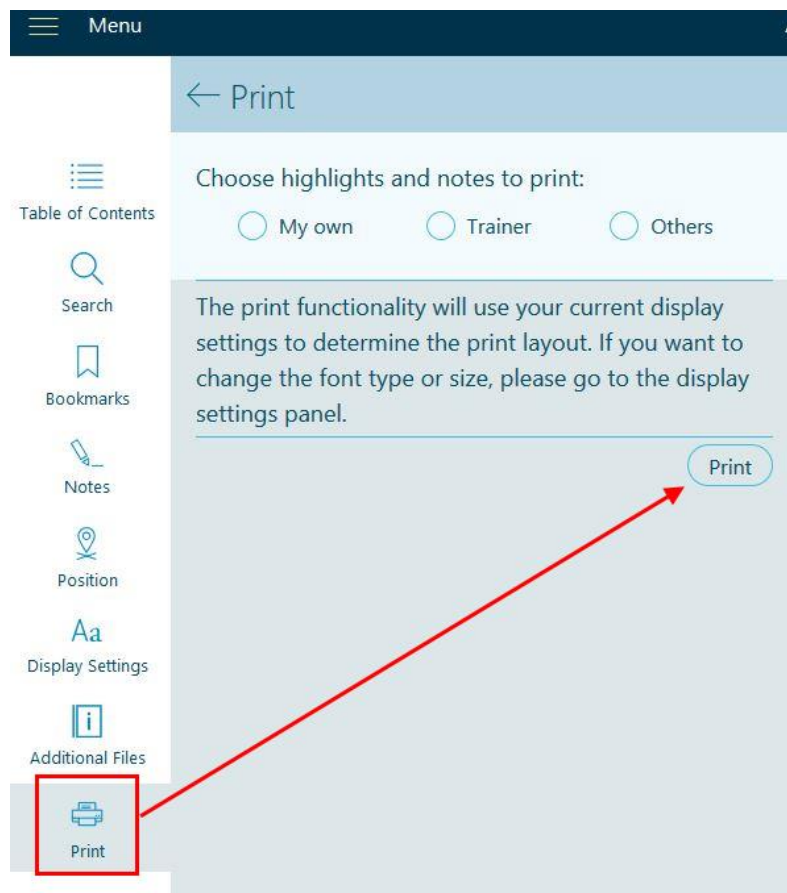 Menu
Print
Choose highlights and notes to print:
My own Trainer Others
The print functionality will use your current display
settings to determine the print layout. If you want to
change the font type or size, please go to the display
settings panel.
Print
Table of Contents
Search
Bookmarks
Notes
Position
Aa
Display Settings
i
Additional Files
Print